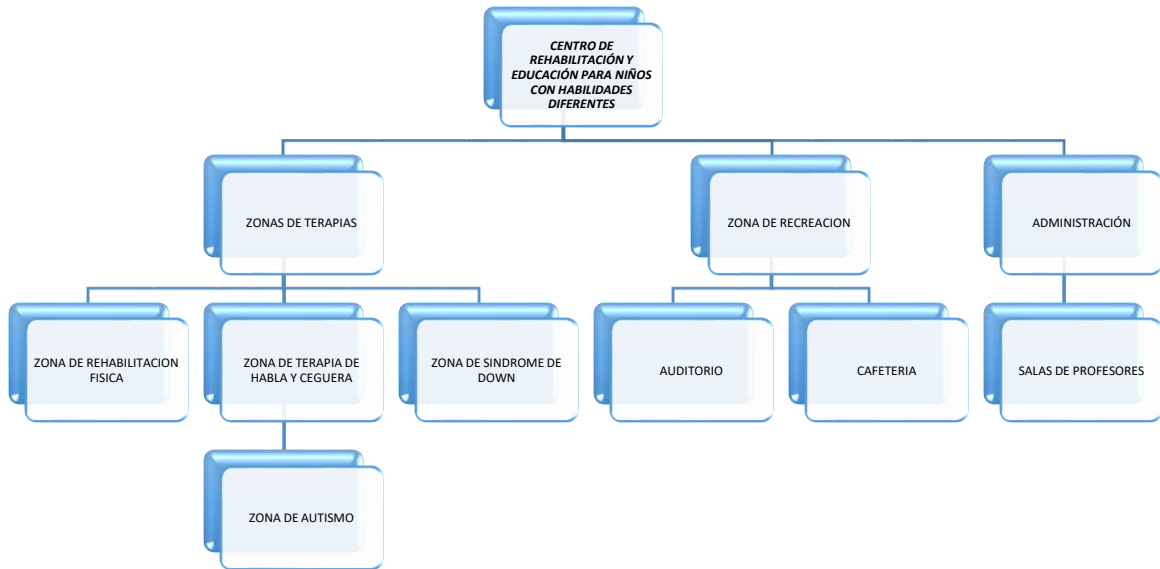 CENTRO DE
REHABILITACIÓN Y
EDUCACIÓN PARA NIÑOS
CON HABILIDADES
DIFERENTES
ZONAS DE TERAPIAS
ZONA DE RECREACION
ADMINISTRACIÓN
ZONA DE REHABILITACION
FISICA
ZONA DE TERAPIA DE
HABLA Y CEGUERA
ZONA DE SINDROME DE
DOWN
AUDITORIO
CAFETERIA
SALAS DE PROFESORES
ZONA DE AUTISMO